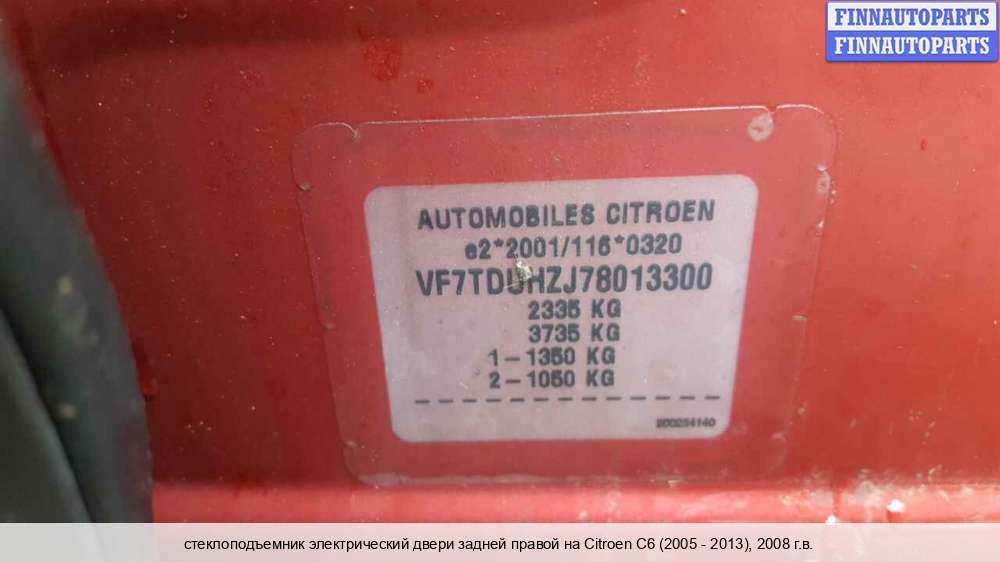 FINNAUTOPARTS
FINNAUTOPARTS
AUTOMOBILES CITROEN
e2*2001/116*0320
VF7TDUHZJ78013300
2335 KG
3735 KG
1 - 1350 KG
2 - 1050 KG
стеклоподъемник электрический двери задней правой на Citroen C6 (2005 - 2013), 2008 г.в.